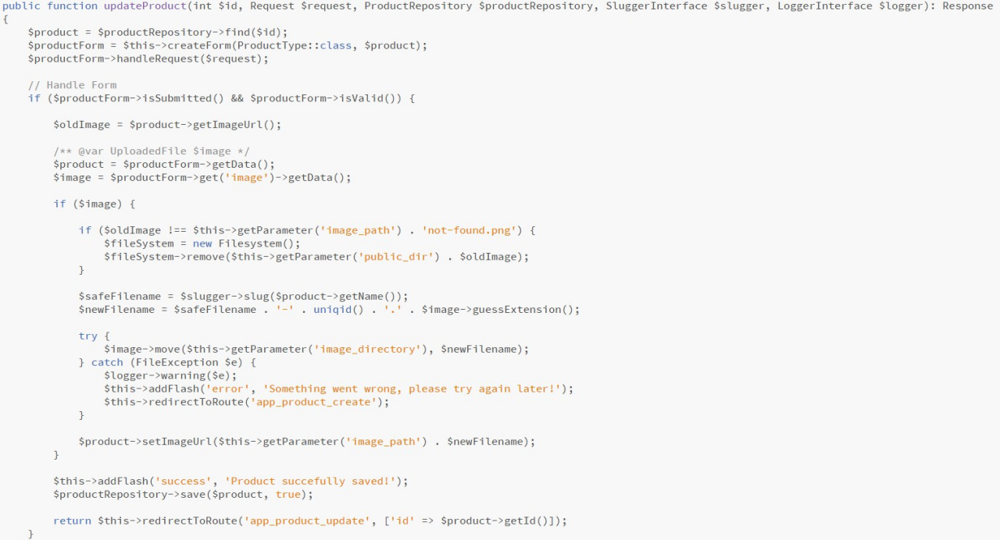 public function updateProduct(int $id, Request $request, ProductRepository $productRepository, SluggerInterface $slugger, LoggerInterface $logger): Response
{
    $product = $productRepository->find($id);
    $productForm = $this->createForm(ProductType::class, $product);
    $productForm->handleRequest($request);

    // Handle Form
    if ($productForm->isSubmitted() && $productForm->isValid()) {

        $oldImage = $product->getImageUrl();

        /** @var UploadedFile $image */
        $product = $productForm->getData();
        $image = $productForm->get('image')->getData();

        if ($image) {

            if ($oldImage !== $this->getParameter('image_path') . 'not-found.png') {
                $fileSystem = new Filesystem();
                $fileSystem->remove($this->getParameter('public_dir') . $oldImage);
            }

            $safeFilename = $slugger->slug($product->getName());
            $newFilename = $safeFilename . '-' . uniqid() . '.' . $image->guessExtension();

            try {
                $image->move($this->getParameter('image_directory'), $newFilename);
            } catch (FileException $e) {
                $logger->warning($e);
                $this->addFlash('error', 'Something went wrong, please try again later!');
                $this->redirectToRoute('app_product_create');
            }

            $product->setImageUrl($this->getParameter('image_path') . $newFilename);
        }

        $this->addFlash('success', 'Product succefully saved!');
        $productRepository->save($product, true);

        return $this->redirectToRoute('app_product_update', ['id' => $product->getId()]);
    }